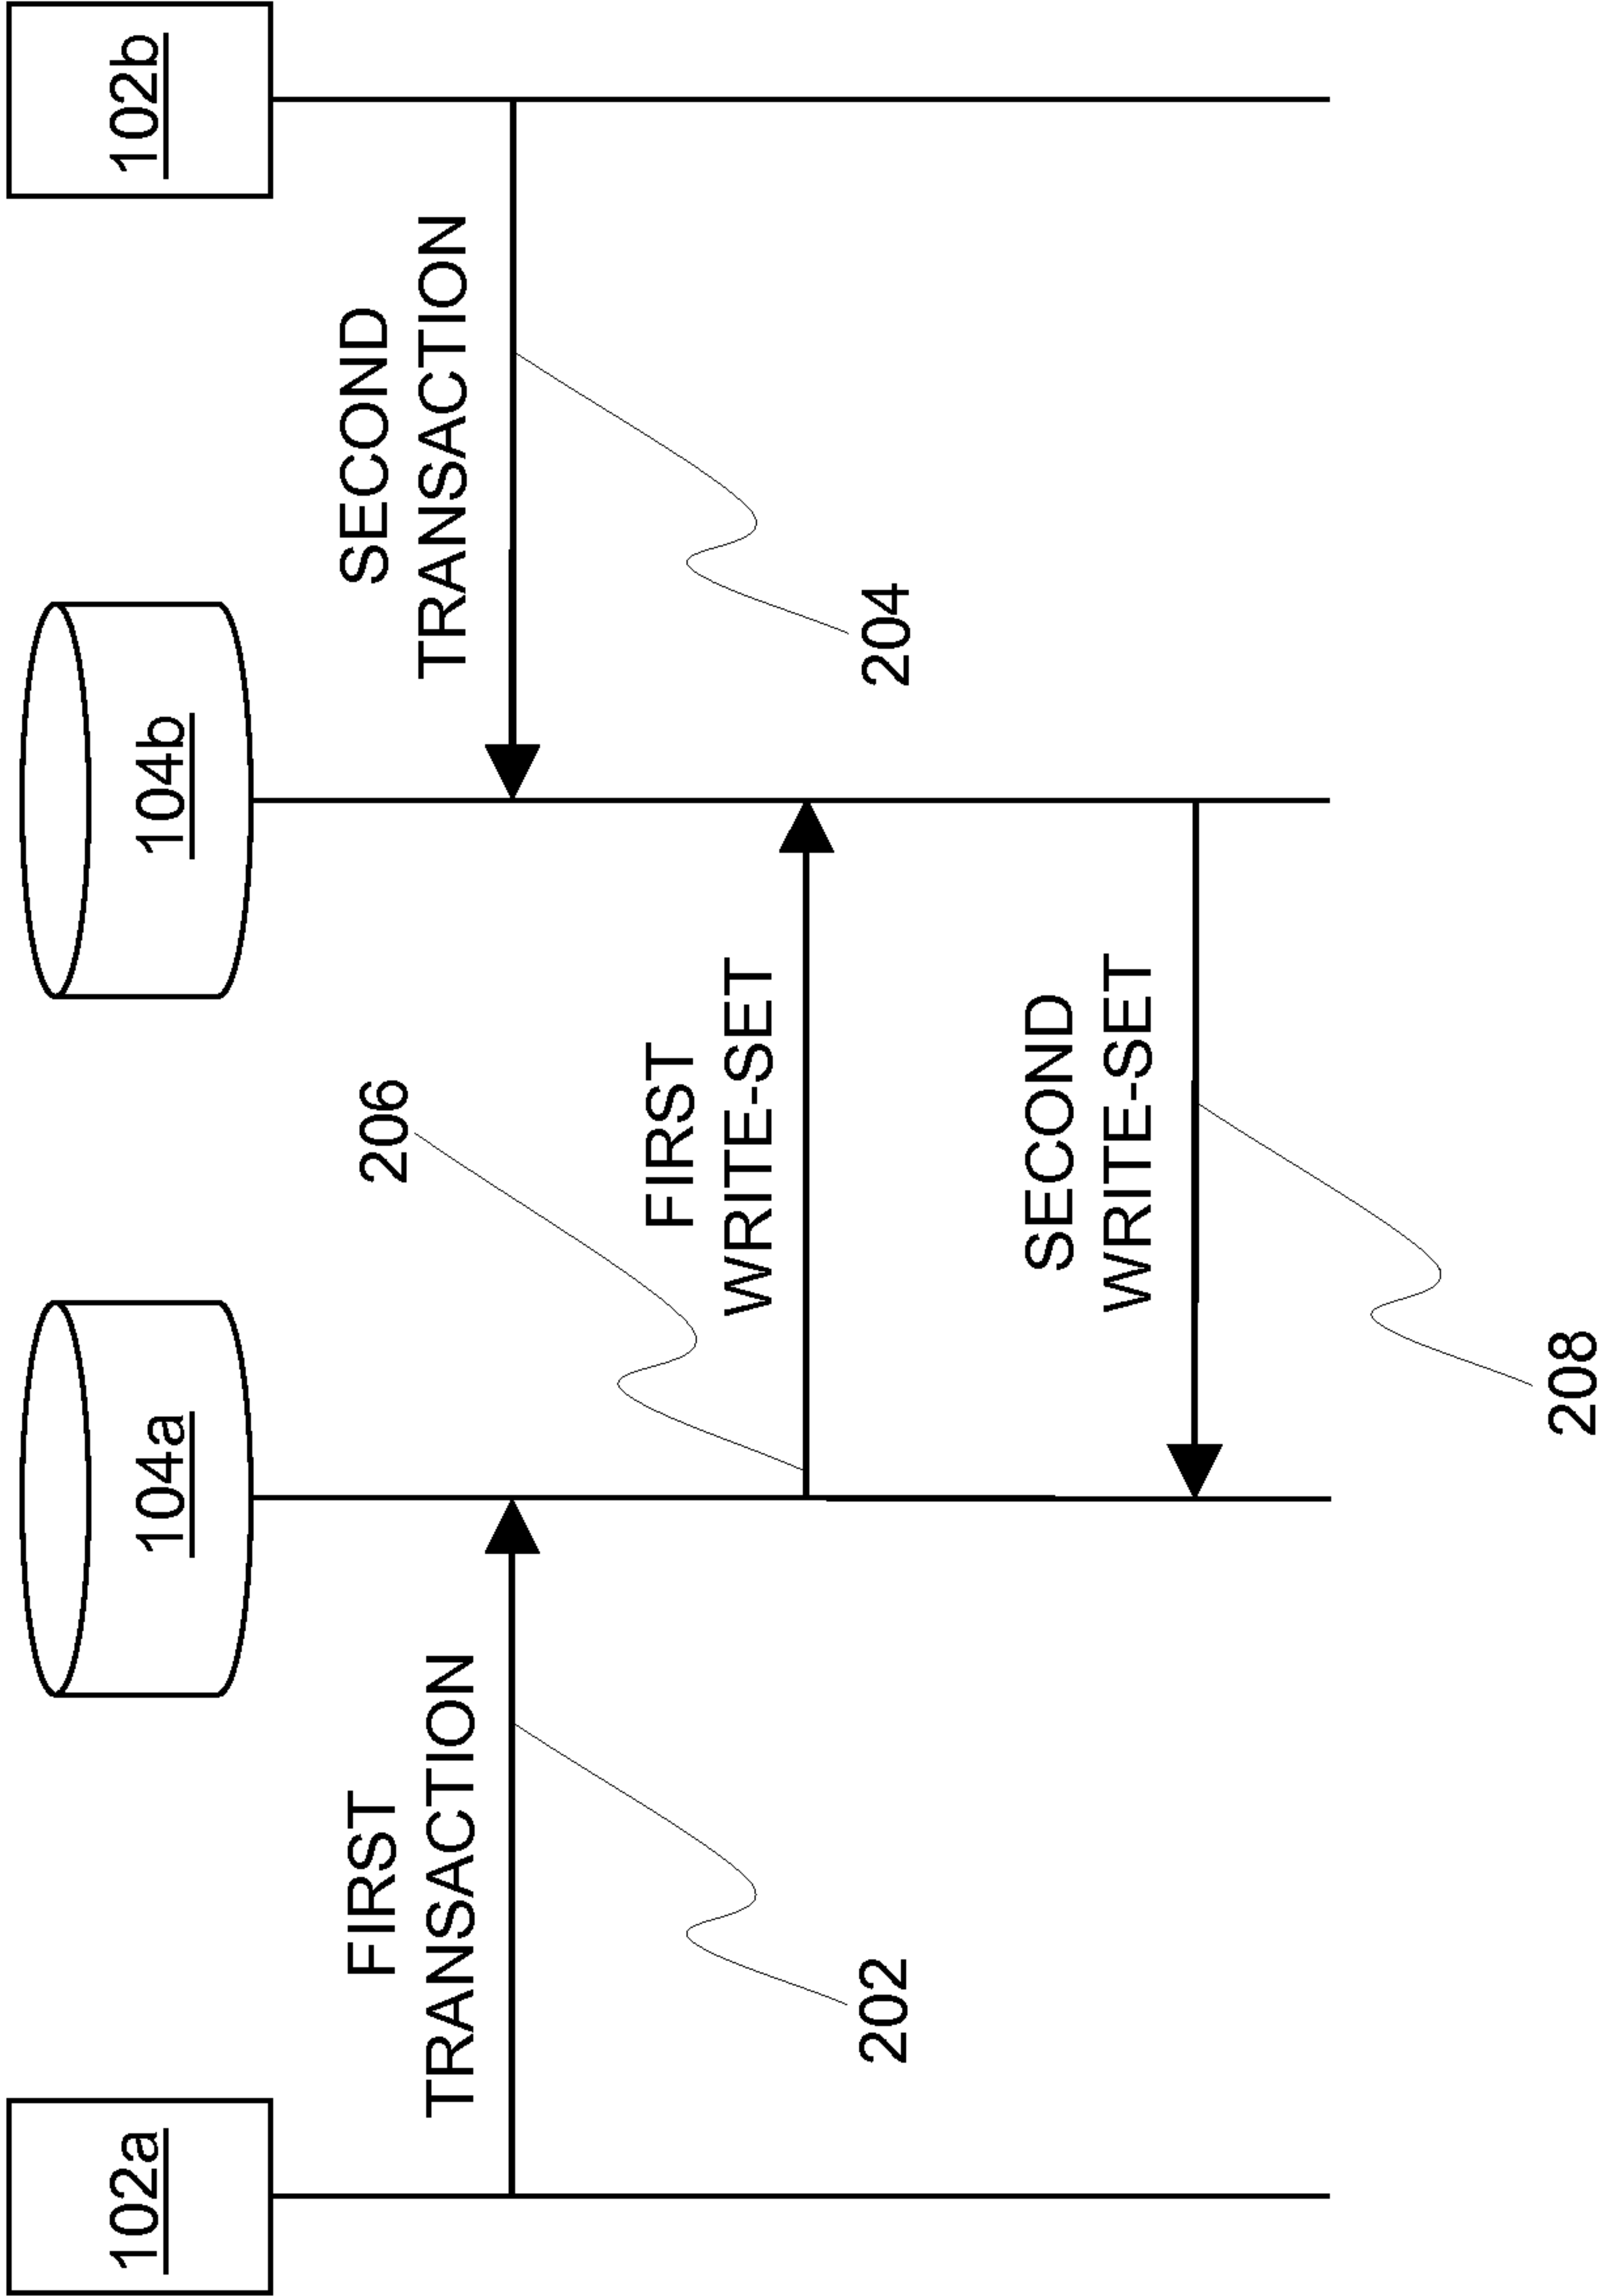 102a
104a
104b
102b
FIRST
TRANSACTION
SECOND
TRANSACTION
206
202
204
FIRST
WRITE-SET
SECOND
WRITE-SET
208